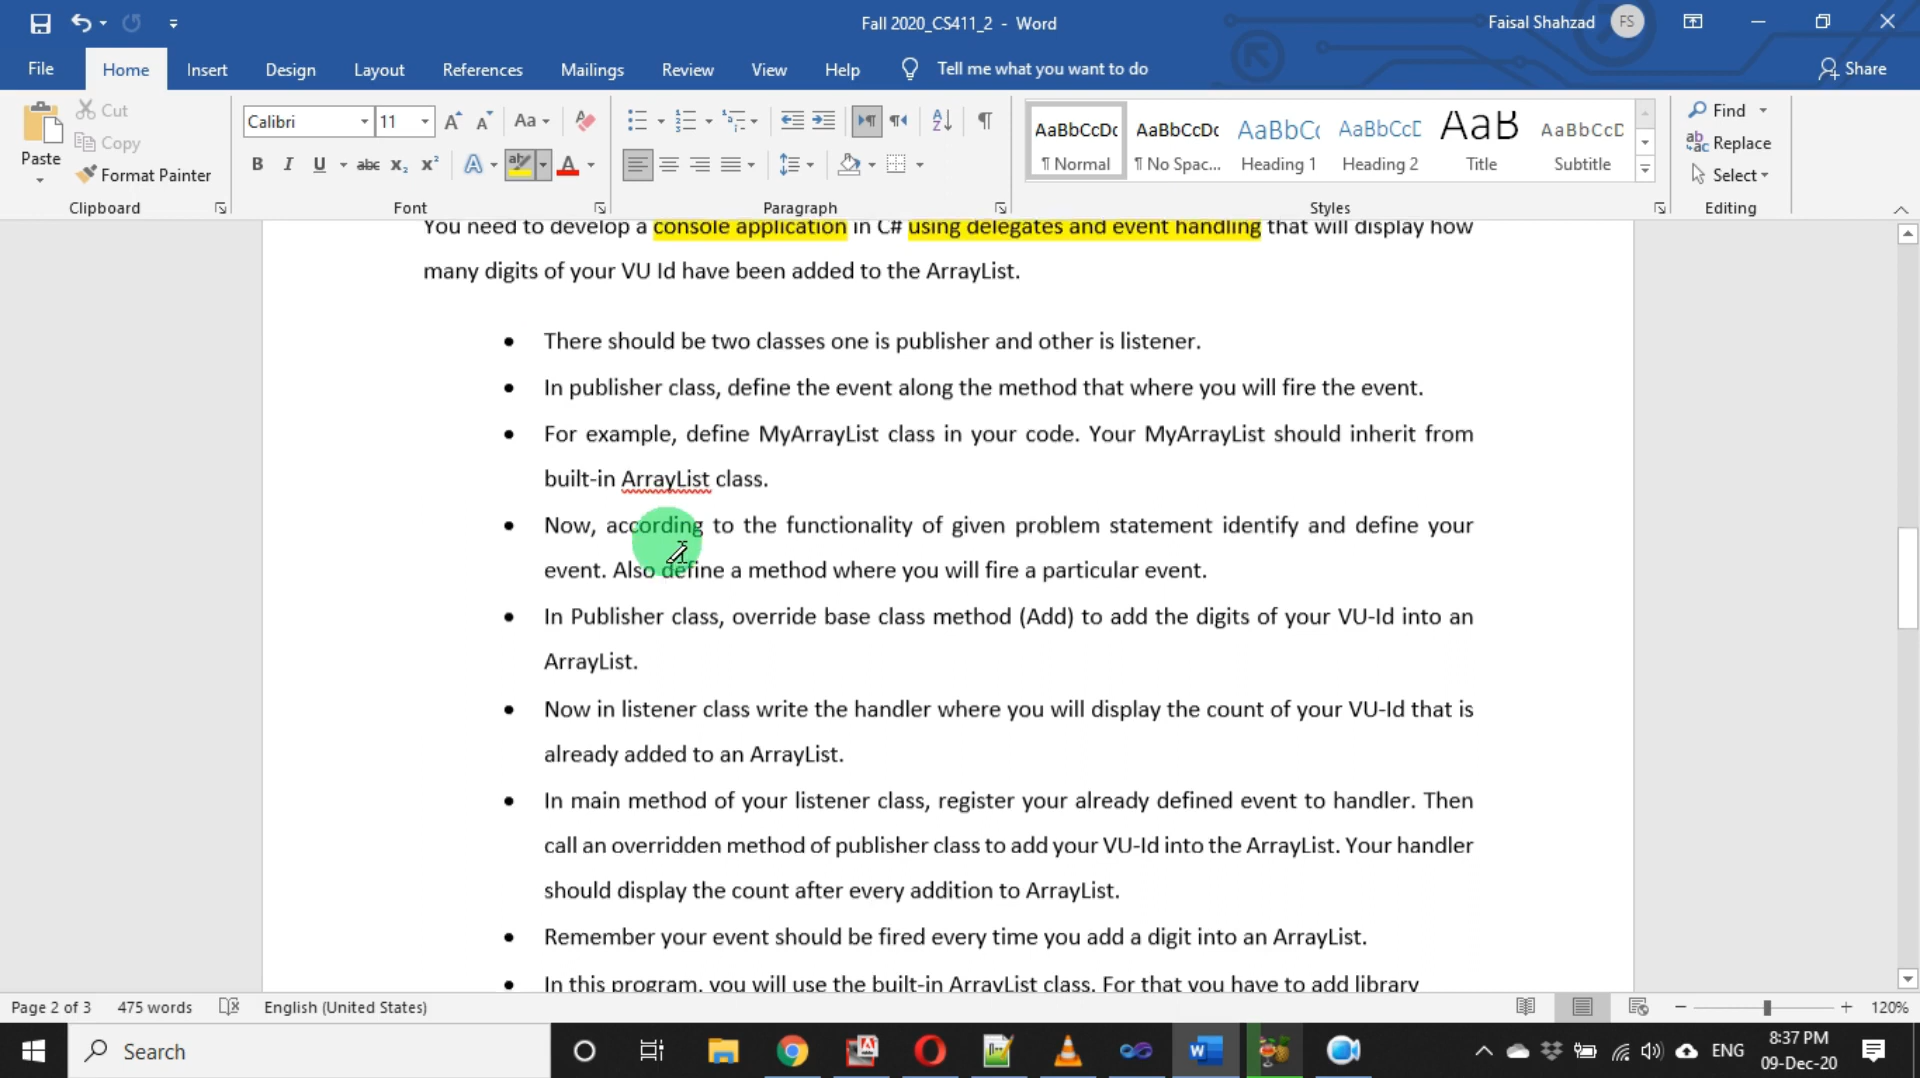 Fall 2020_CS411_2 - Word
Faisal Shahzad FS
File Home Insert Design Layout References Mailings Review View Help Tell me what you want to do Share
Paste
Cut
Copy
Format Painter
Clipboard
Calibri 11 Aa
B I U abc x₂ x² A ab A
Font
Paragraph
AaBbCcDc AaBbCcDc AaBbC AaBbCcD AaB AaBbCcD
¶ Normal ¶ No Spac... Heading 1 Heading 2 Title Subtitle
Styles
Find
Replace
Select
Editing
You need to develop a console application in C# using delegates and event handling that will display how
many digits of your VU Id have been added to the ArrayList.
• There should be two classes one is publisher and other is listener.
• In publisher class, define the event along the method that where you will fire the event.
• For example, define MyArrayList class in your code. Your MyArrayList should inherit from
built-in ArrayList class.
• Now, according to the functionality of given problem statement identify and define your
event. Also define a method where you will fire a particular event.
• In Publisher class, override base class method (Add) to add the digits of your VU-Id into an
ArrayList.
• Now in listener class write the handler where you will display the count of your VU-Id that is
already added to an ArrayList.
• In main method of your listener class, register your already defined event to handler. Then
call an overridden method of publisher class to add your VU-Id into the ArrayList. Your handler
should display the count after every addition to ArrayList.
• Remember your event should be fired every time you add a digit into an ArrayList.
• In this program, you will use the built-in ArrayList class. For that you have to add library
Page 2 of 3 475 words English (United States) 120%
Search
ENG
8:37 PM
09-Dec-20